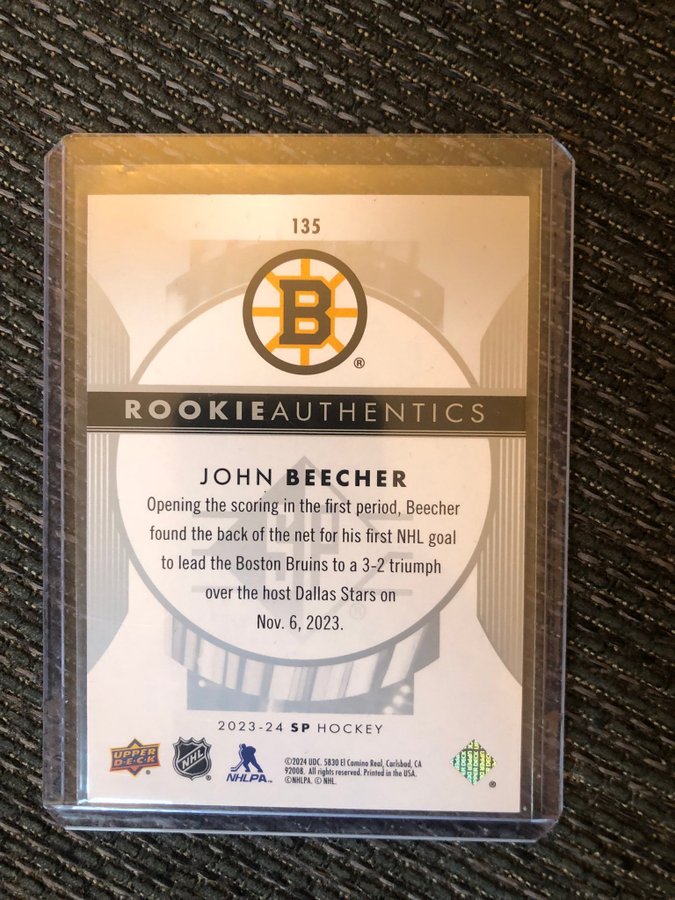 135
B
®
ROOKIEAUTHENTICS
JOHN BEECHER
Opening the scoring in the first period, Beecher
found the back of the net for his first NHL goal
to lead the Boston Bruins to a 3-2 triumph
over the host Dallas Stars on
Nov. 6, 2023.
SP
®
2023-24 SP HOCKEY
UPPER
DECK
®
NHL
®
NHLPA
©2024 UDC. 5830 El Camino Real, Carlsbad, CA
92008. All rights reserved. Printed in the USA.
©NHLPA. © NHL.
®